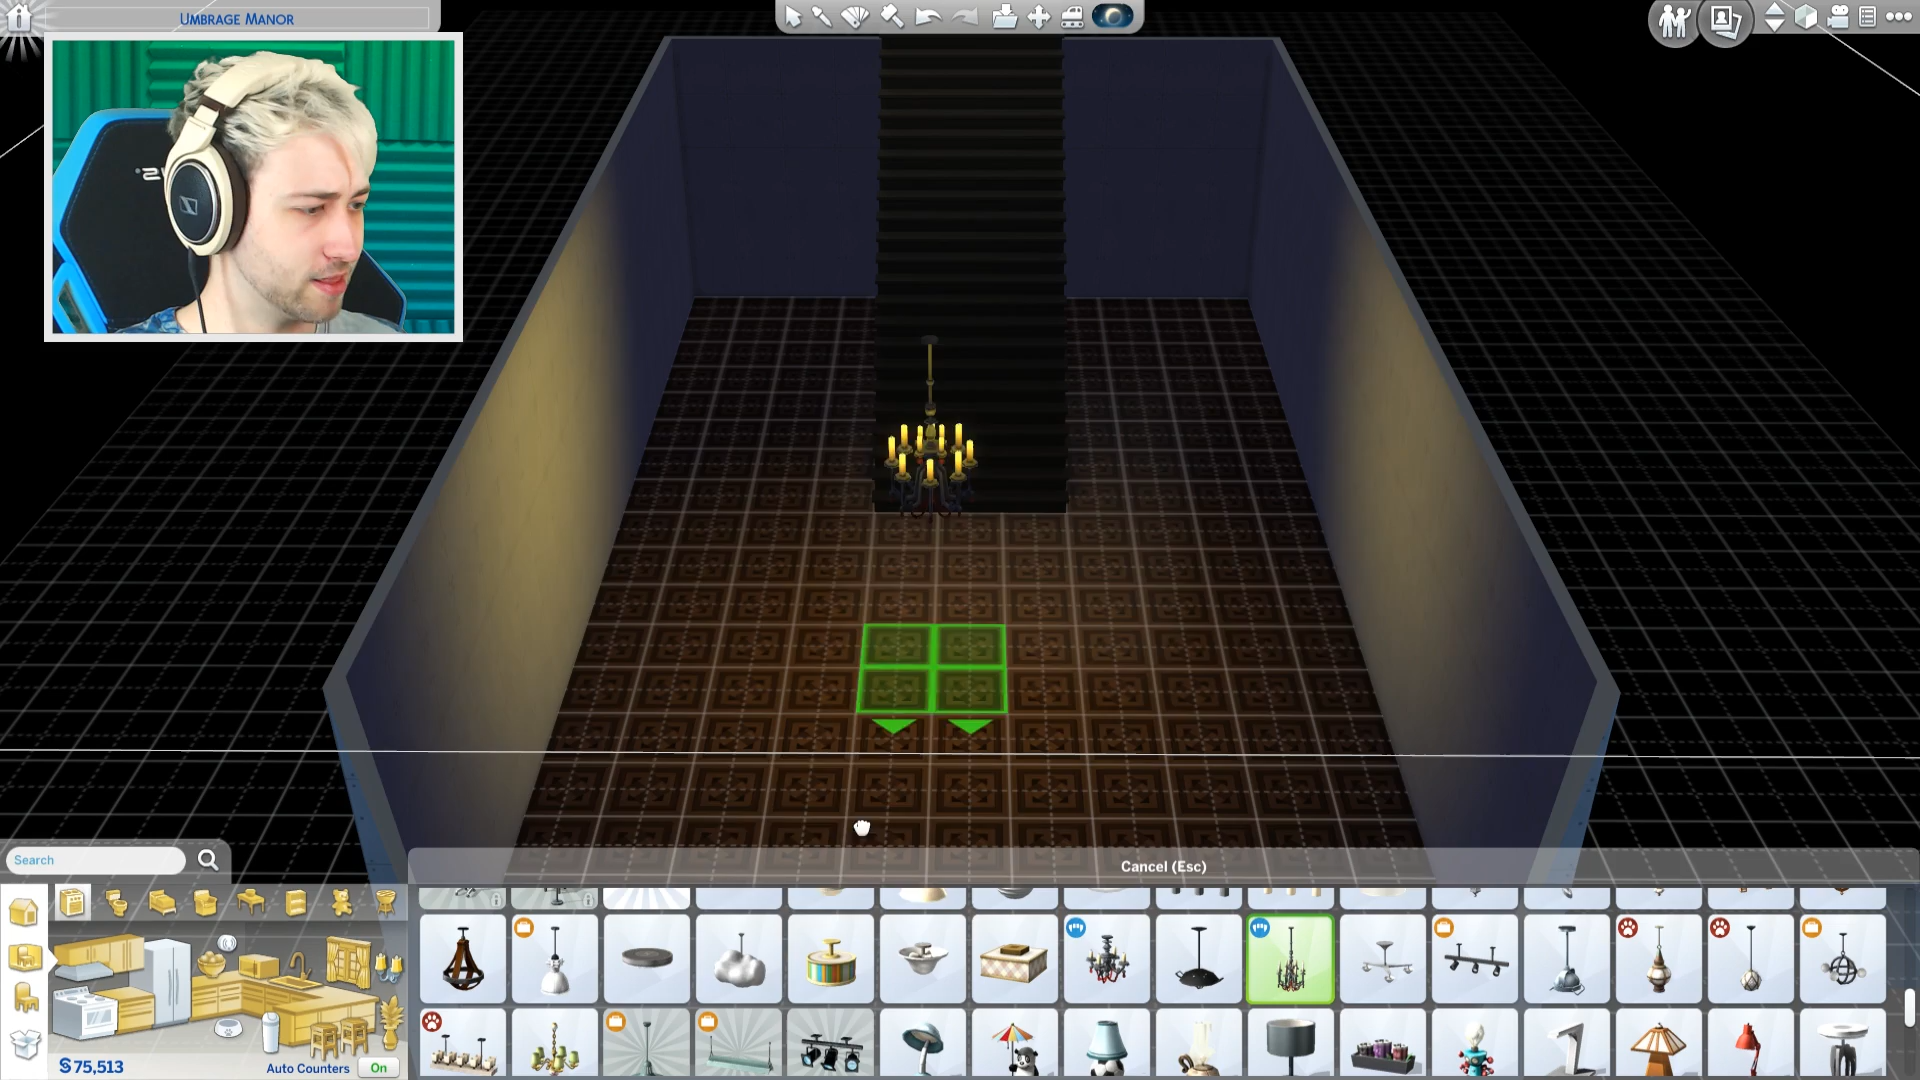 Umbrage Manor
Cancel (Esc)
Search
§75,513
Auto Counters
On